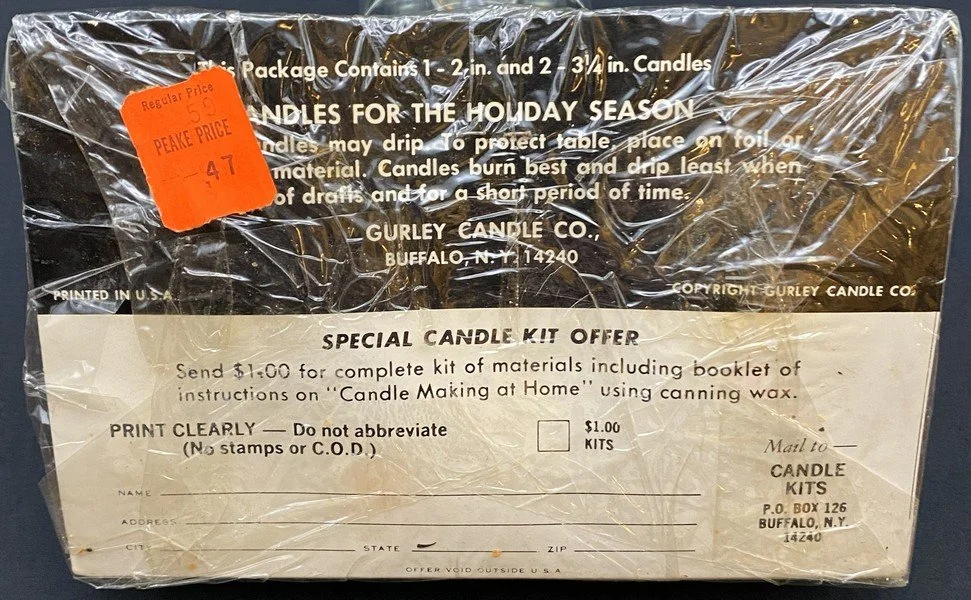 This Package Contains 1 - 2 in. and 2 - 3¼ in. Candles
Regular Price
59
PEAKE PRICE
47
ANDLES FOR THE HOLIDAY SEASON
ndles may drip. To protect table, place on foil or
material. Candles burn best and drip least when
of drafts and for a short period of time.
GURLEY CANDLE CO.,
BUFFALO, N. Y. 14240
PRINTED IN U.S.A.
COPYRIGHT GURLEY CANDLE CO.
SPECIAL CANDLE KIT OFFER
Send $1.00 for complete kit of materials including booklet of
instructions on "Candle Making at Home" using canning wax.
PRINT CLEARLY — Do not abbreviate
(No stamps or C.O.D.)
$1.00
KITS
Mail to —
CANDLE
KITS
P.O. BOX 126
BUFFALO, N.Y.
14240
NAME
ADDRESS
CITY STATE ZIP
OFFER VOID OUTSIDE U S A